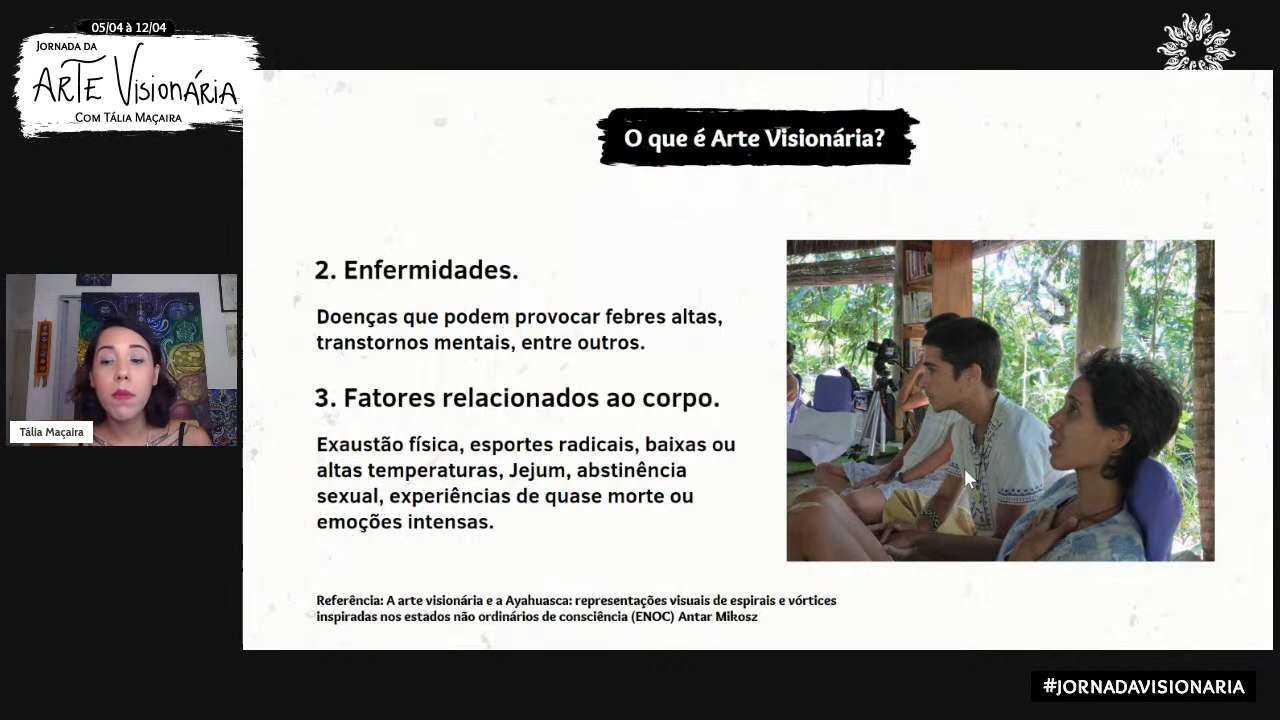 05/04 à 12/04
JORNADA DA
ARTE VISIONÁRIA
COM TÁLIA MAÇAIRA
O que é Arte Visionária?
2. Enfermidades.
Doenças que podem provocar febres altas,
transtornos mentais, entre outros.
3. Fatores relacionados ao corpo.
Exaustão física, esportes radicais, baixas ou
altas temperaturas, Jejum, abstinência
sexual, experiências de quase morte ou
emoções intensas.
Tália Maçaira
Referência: A arte visionária e a Ayahuasca: representações visuais de espirais e vórtices
inspiradas nos estados não ordinários de consciência (ENOC) Antar Mikosz
#JORNADAVISIONARIA